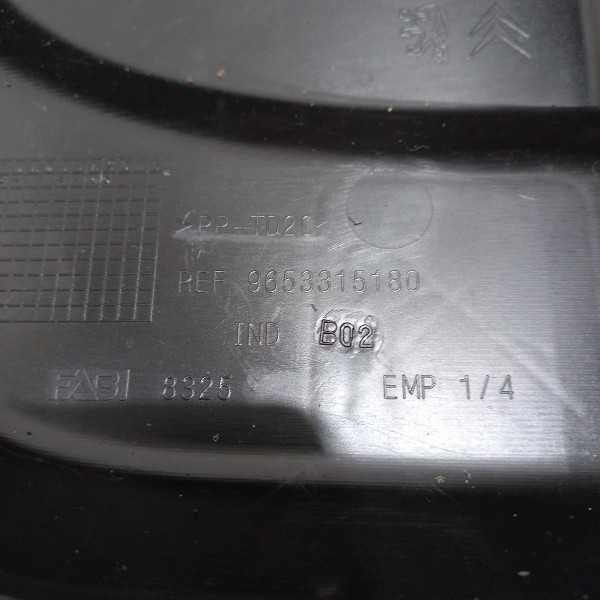 >PP-TD20<
REF 9653315180
IND B02
FABI 8325 EMP 1/4